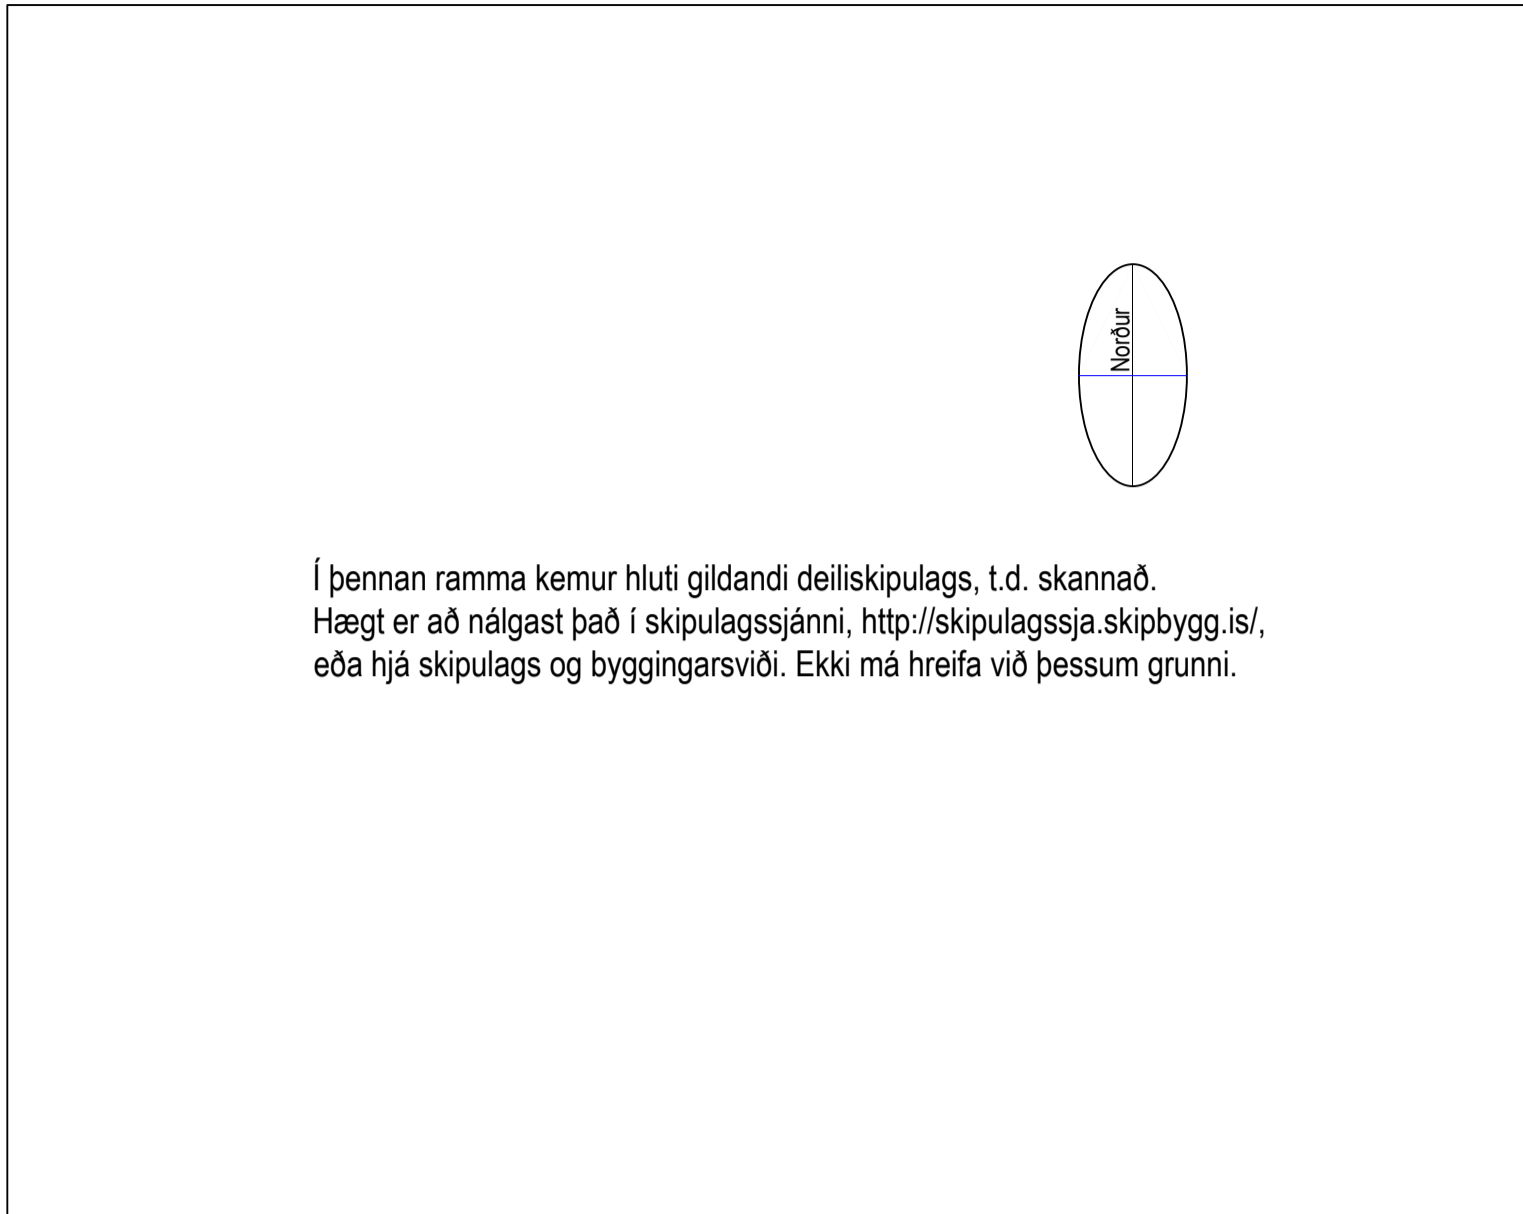 Norður
Í þennan ramma kemur hluti gildandi deiliskipulags, t.d. skannað.
Hægt er að nálgast það í skipulagssjánni, http://skipulagssja.skipbygg.is/,
eða hjá skipulags og byggingarsviði. Ekki má hreifa við þessum grunni.